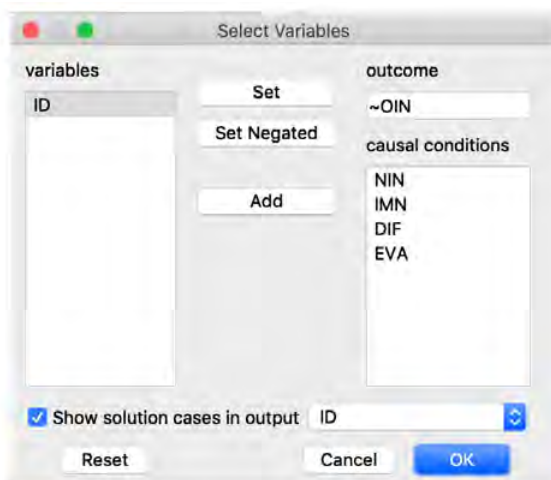 Select Variables
variables
ID
Set
Set Negated
Add
outcome
~OIN
causal conditions
NIN
IMN
DIF
EVA
Show solution cases in output
ID
Reset
Cancel
OK